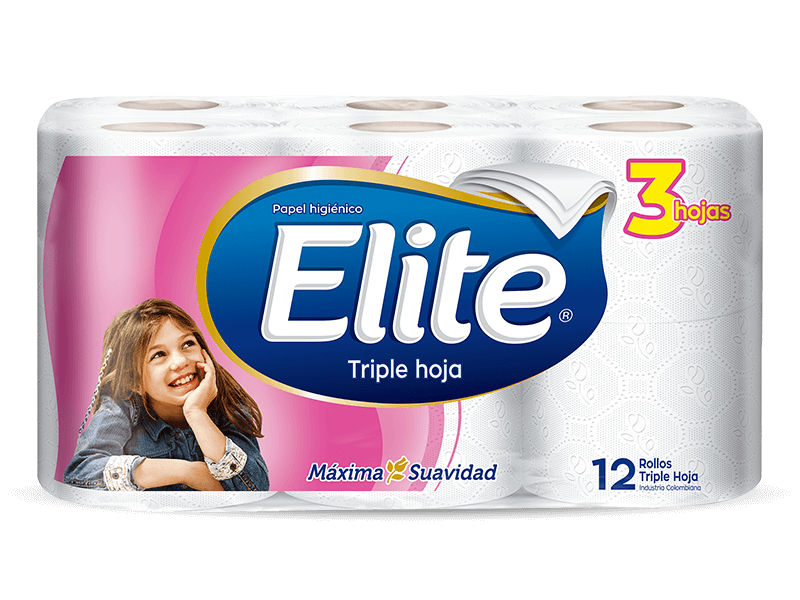 3 hojas
Papel higiénico
Elite®
Triple hoja
Máxima Suavidad
12 Rollos
Triple Hoja
Industria Colombiana